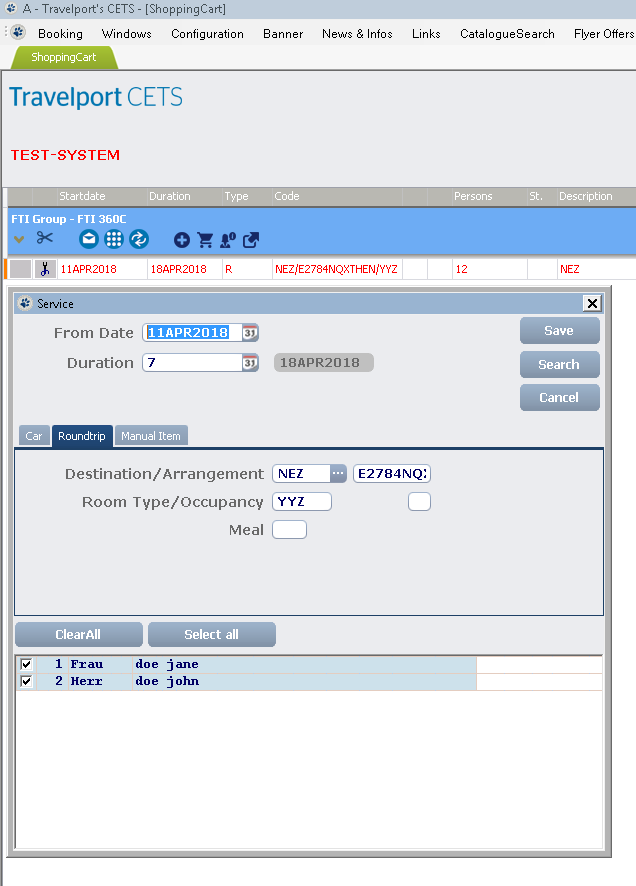 A - Travelport's CETS - [ShoppingCart]
Booking Windows Configuration Banner News & Infos Links CatalogueSearch Flyer Offers
ShoppingCart
Travelport CETS
TEST-SYSTEM
Startdate Duration Type Code Persons St. Description
FTI Group - FTI 360C
11APR2018 18APR2018 R NEZ/E2784NQXTHEN/YYZ 12 NEZ
Service
From Date 11APR2018 31 Save
Duration 7 31 18APR2018 Search
Cancel
Car Roundtrip Manual Item
Destination/Arrangement NEZ ... E2784NQX
Room Type/Occupancy YYZ
Meal
ClearAll Select all
1 Frau doe jane
2 Herr doe john